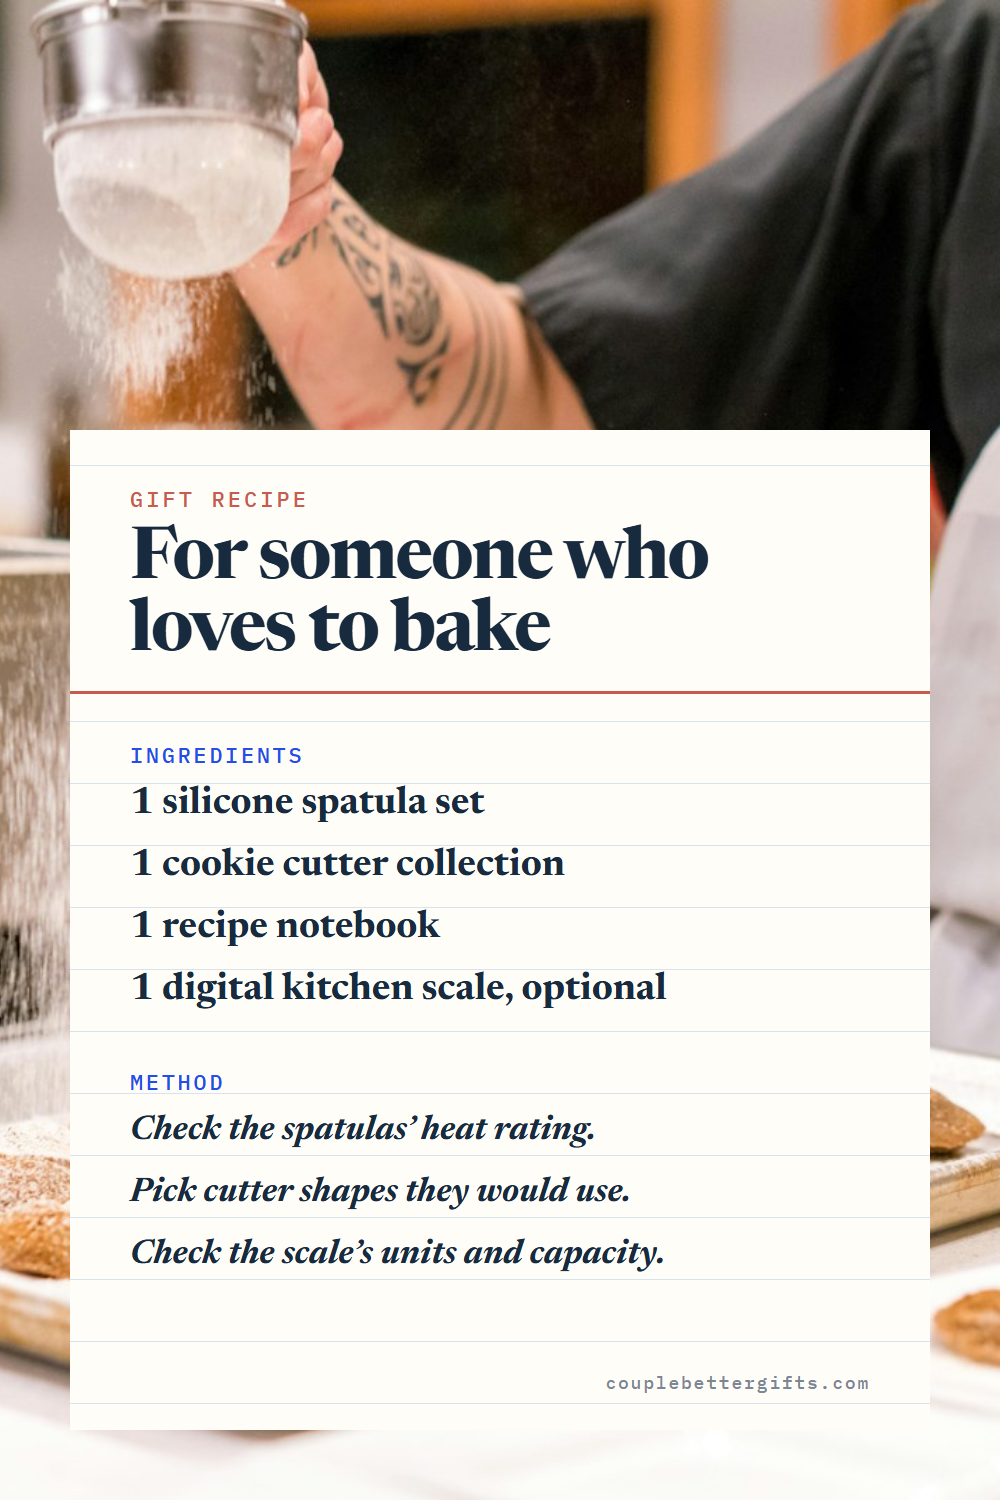 GIFT RECIPE
For someone who
loves to bake
INGREDIENTS
1 silicone spatula set
1 cookie cutter collection
1 recipe notebook
1 digital kitchen scale, optional
METHOD
Check the spatulas’ heat rating.
Pick cutter shapes they would use.
Check the scale’s units and capacity.
couplebettergifts.com